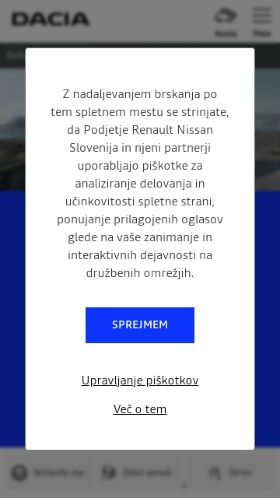 DACIA
Z nadaljevanjem brskanja po
tem spletnem mestu se strinjate,
da Podjetje Renault Nissan
Slovenija in njeni partnerji
uporabljajo piškotke za
analiziranje delovanja in
učinkovitosti spletne strani,
ponujanje prilagojenih oglasov
glede na vaše zanimanje in
interaktivnih dejavnosti na
družbenih omrežjih.
SPREJMEM
Upravljanje piškotkov
Več o tem